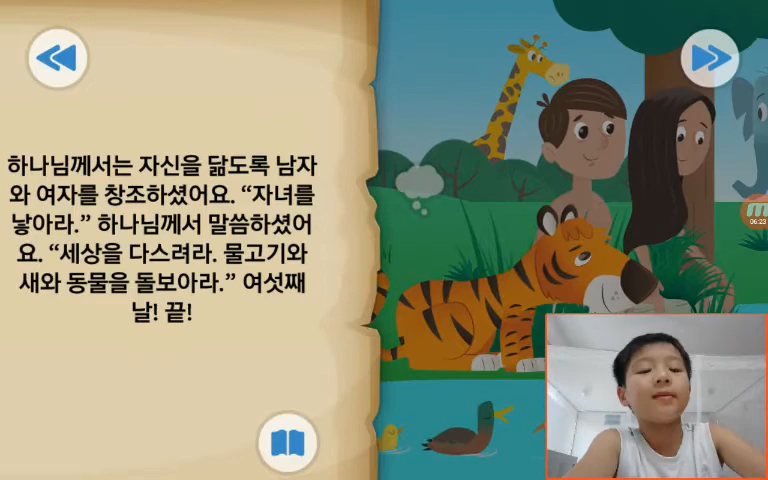 하나님께서는 자신을 닮도록 남자
와 여자를 창조하셨어요. “자녀를
낳아라.” 하나님께서 말씀하셨어
요. “세상을 다스려라. 물고기와
새와 동물을 돌보아라.” 여섯째
날! 끝!
06:23